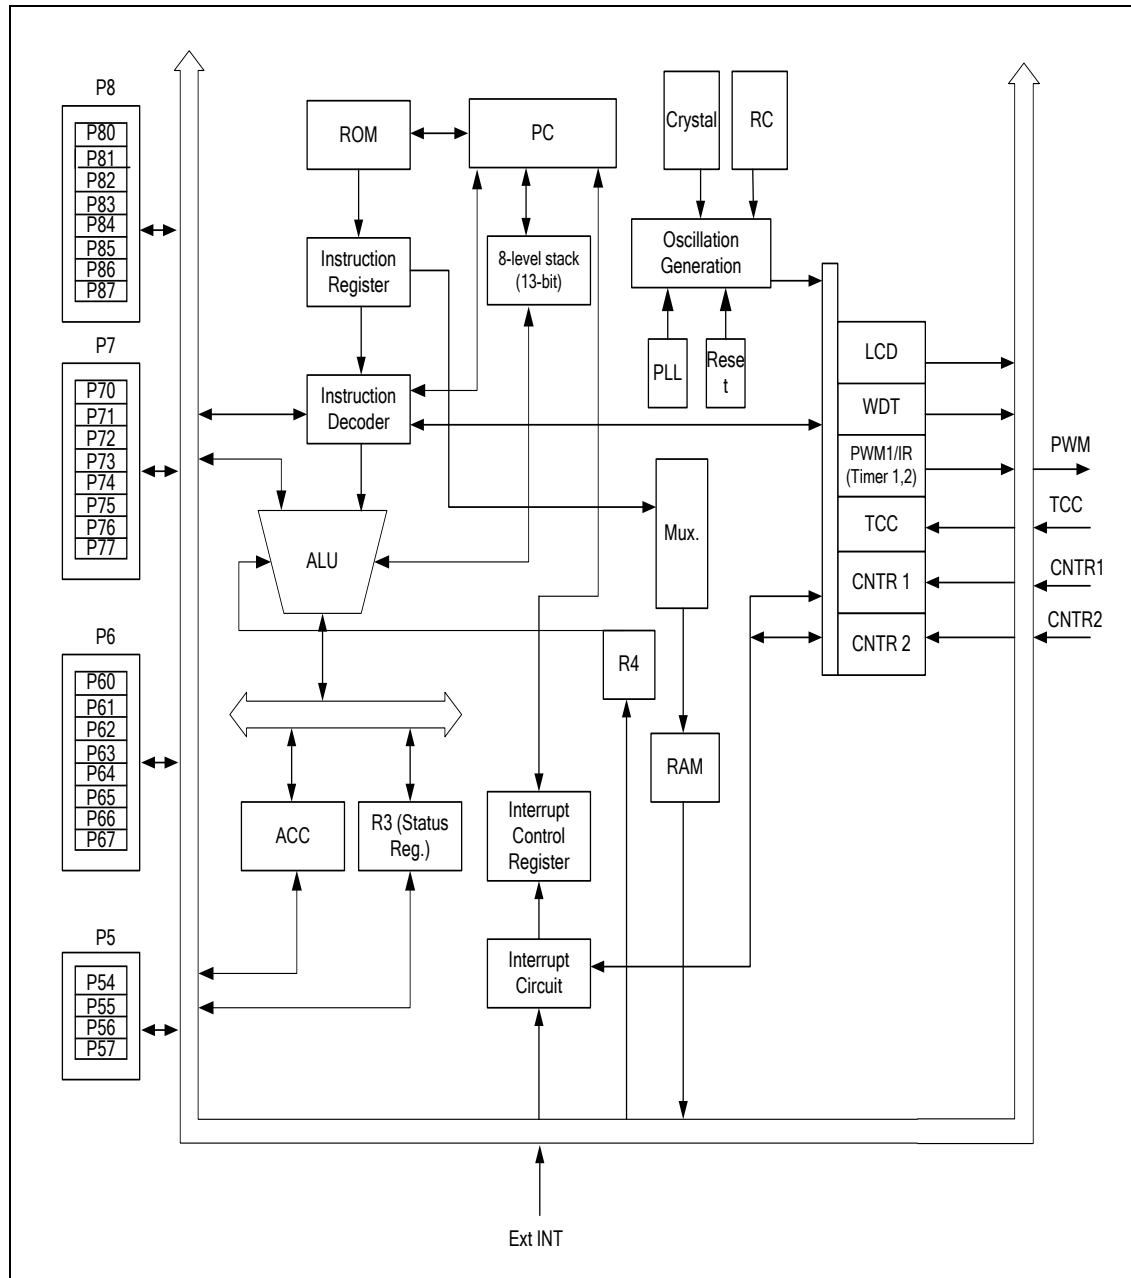 P8
P80
P81
P82
P83
P84
P85
P86
P87
P7
P70
P71
P72
P73
P74
P75
P76
P77
P6
P60
P61
P62
P63
P64
P65
P66
P67
P5
P54
P55
P56
P57
ROM
PC
Instruction
Register
8-level stack
(13-bit)
Instruction
Decoder
ALU
ACC
R3 (Status
Reg.)
Interrupt
Control
Register
Interrupt
Circuit
R4
Mux.
RAM
Crystal
RC
Oscillation
Generation
PLL
Rese
t
LCD
WDT
PWM1/IR
(Timer 1,2)
TCC
CNTR 1
CNTR 2
PWM
TCC
CNTR1
CNTR2
Ext INT